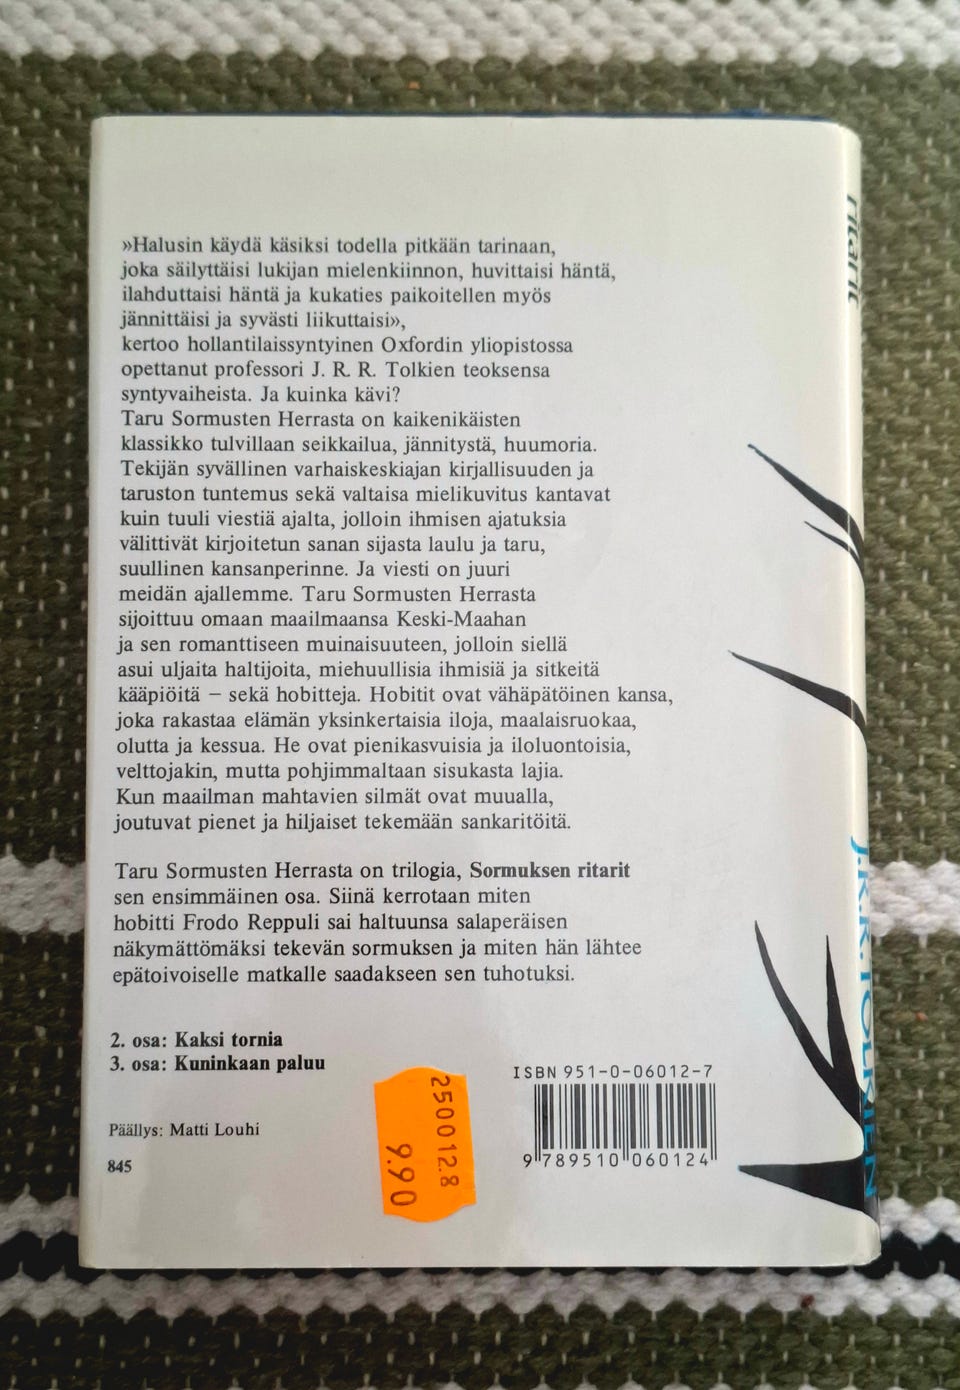 »Halusin käydä käsiksi todella pitkään tarinaan,
joka säilyttäisi lukijan mielenkiinnon, huvittaisi häntä,
ilahduttaisi häntä ja kukaties paikoitellen myös
jännittäisi ja syvästi liikuttaisi»,
kertoo hollantilaissyntyinen Oxfordin yliopistossa
opettanut professori J. R. R. Tolkien teoksensa
syntyvaiheista. Ja kuinka kävi?
Taru Sormusten Herrasta on kaikenikäisten
klassikko tulvillaan seikkailua, jännitystä, huumoria.
Tekijän syvällinen varhaiskeskiajan kirjallisuuden ja
taruston tuntemus sekä valtaisa mielikuvitus kantavat
kuin tuuli viestiä ajalta, jolloin ihmisen ajatuksia
välittivät kirjoitetun sanan sijasta laulu ja taru,
suullinen kansanperinne. Ja viesti on juuri
meidän ajallemme. Taru Sormusten Herrasta
sijoittuu omaan maailmaansa Keski-Maahan
ja sen romanttiseen muinaisuuteen, jolloin siellä
asui uljaita haltijoita, miehuullisia ihmisiä ja sitkeitä
kääpiöitä – sekä hobitteja. Hobitit ovat vähäpätöinen kansa,
joka rakastaa elämän yksinkertaisia iloja, maalaisruokaa,
olutta ja kessua. He ovat pienikasvuisia ja iloluontoisia,
velttojakin, mutta pohjimmaltaan sisukasta lajia.
Kun maailman mahtavien silmät ovat muualla,
joutuvat pienet ja hiljaiset tekemään sankaritöitä.
Taru Sormusten Herrasta on trilogia, Sormuksen ritarit
sen ensimmäinen osa. Siinä kerrotaan miten
hobitti Frodo Reppuli sai haltuunsa salaperäisen
näkymättömäksi tekevän sormuksen ja miten hän lähtee
epätoivoiselle matkalle saadakseen sen tuhotuksi.
2. osa: Kaksi tornia
3. osa: Kuninkaan paluu
Päällys: Matti Louhi
845
250012.8
9.90
ISBN 951-0-06012-7
9 789510 060124
J.R.R. TOLKIEN